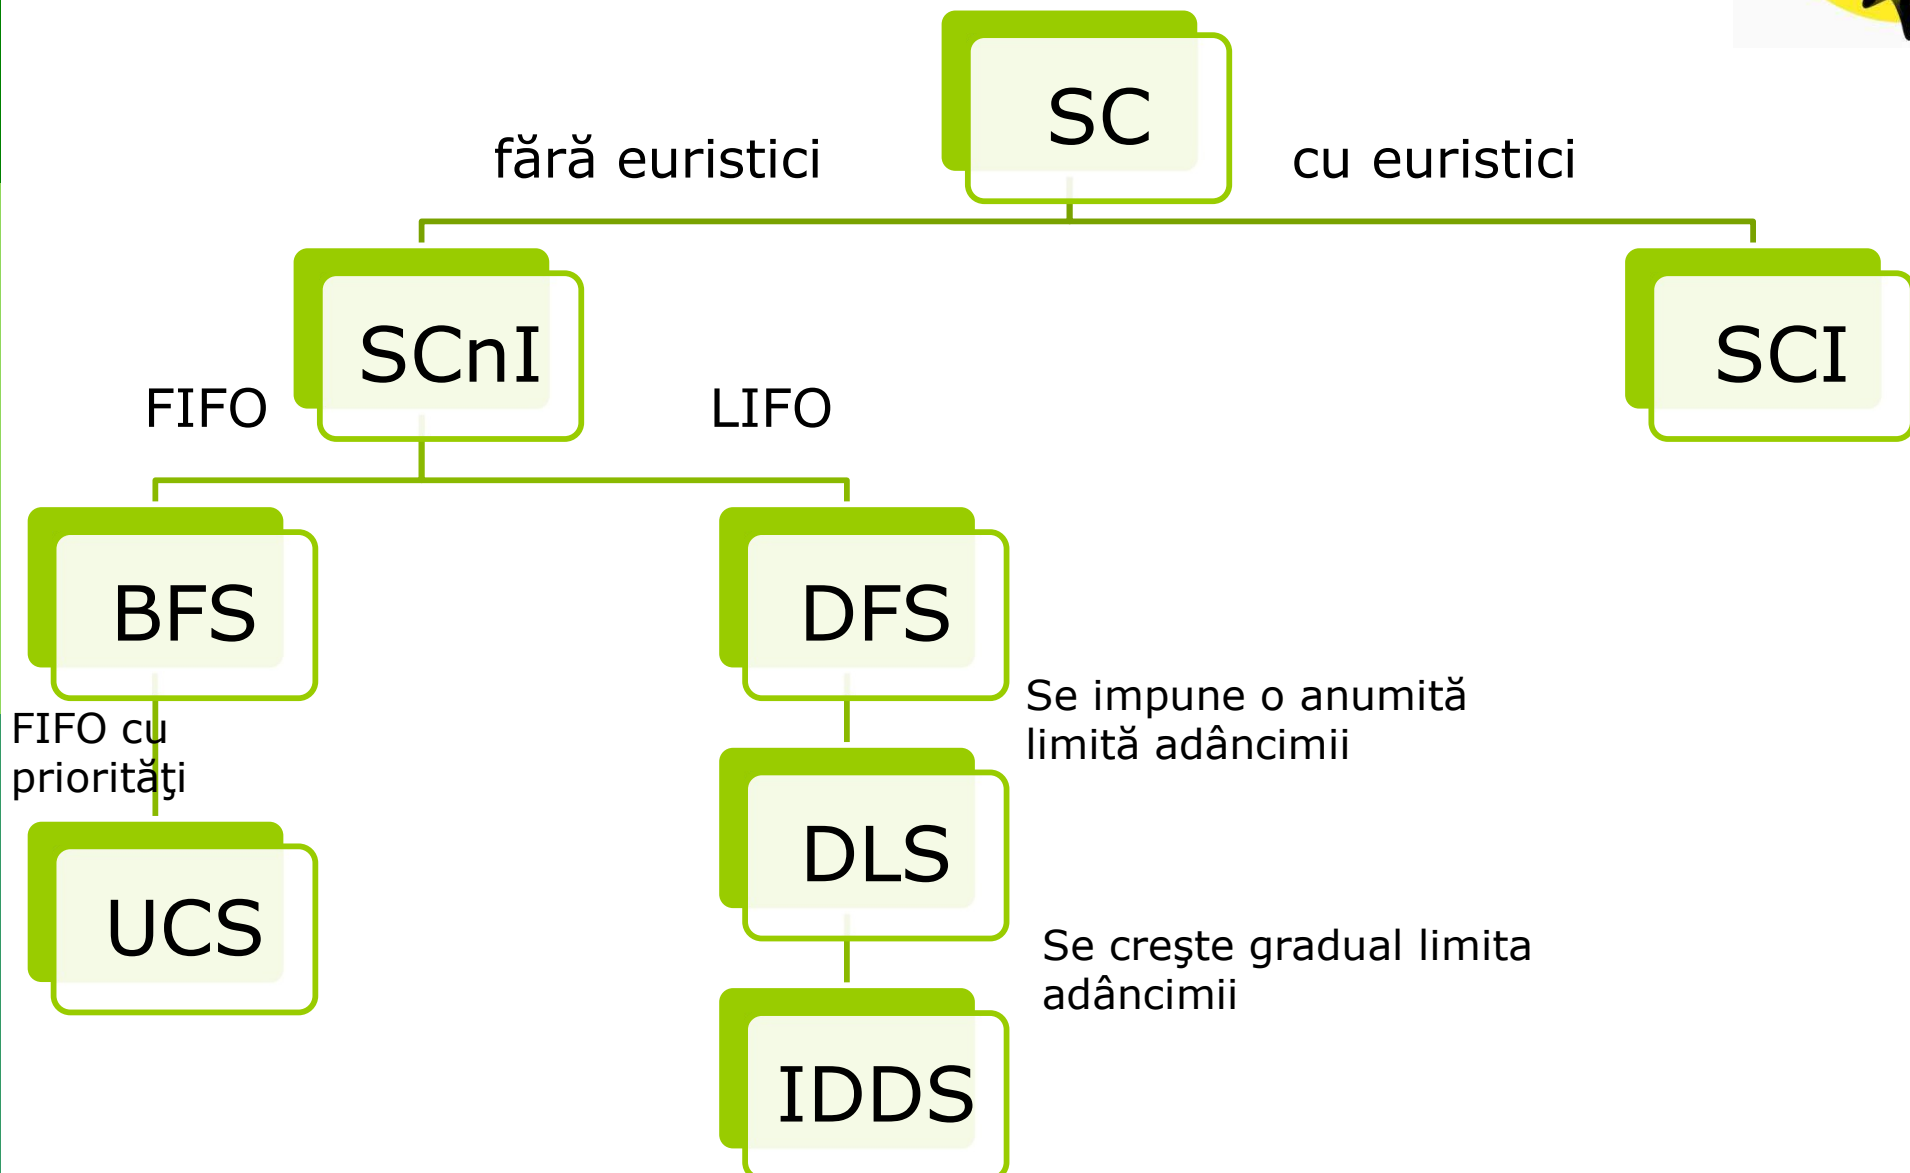 SC
fără euristici
cu euristici
SCnI
SCI
FIFO
LIFO
BFS
DFS
Se impune o anumită
limită adâncimii
FIFO cu
priorităţi
DLS
UCS
Se creşte gradual limita
adâncimii
IDDS